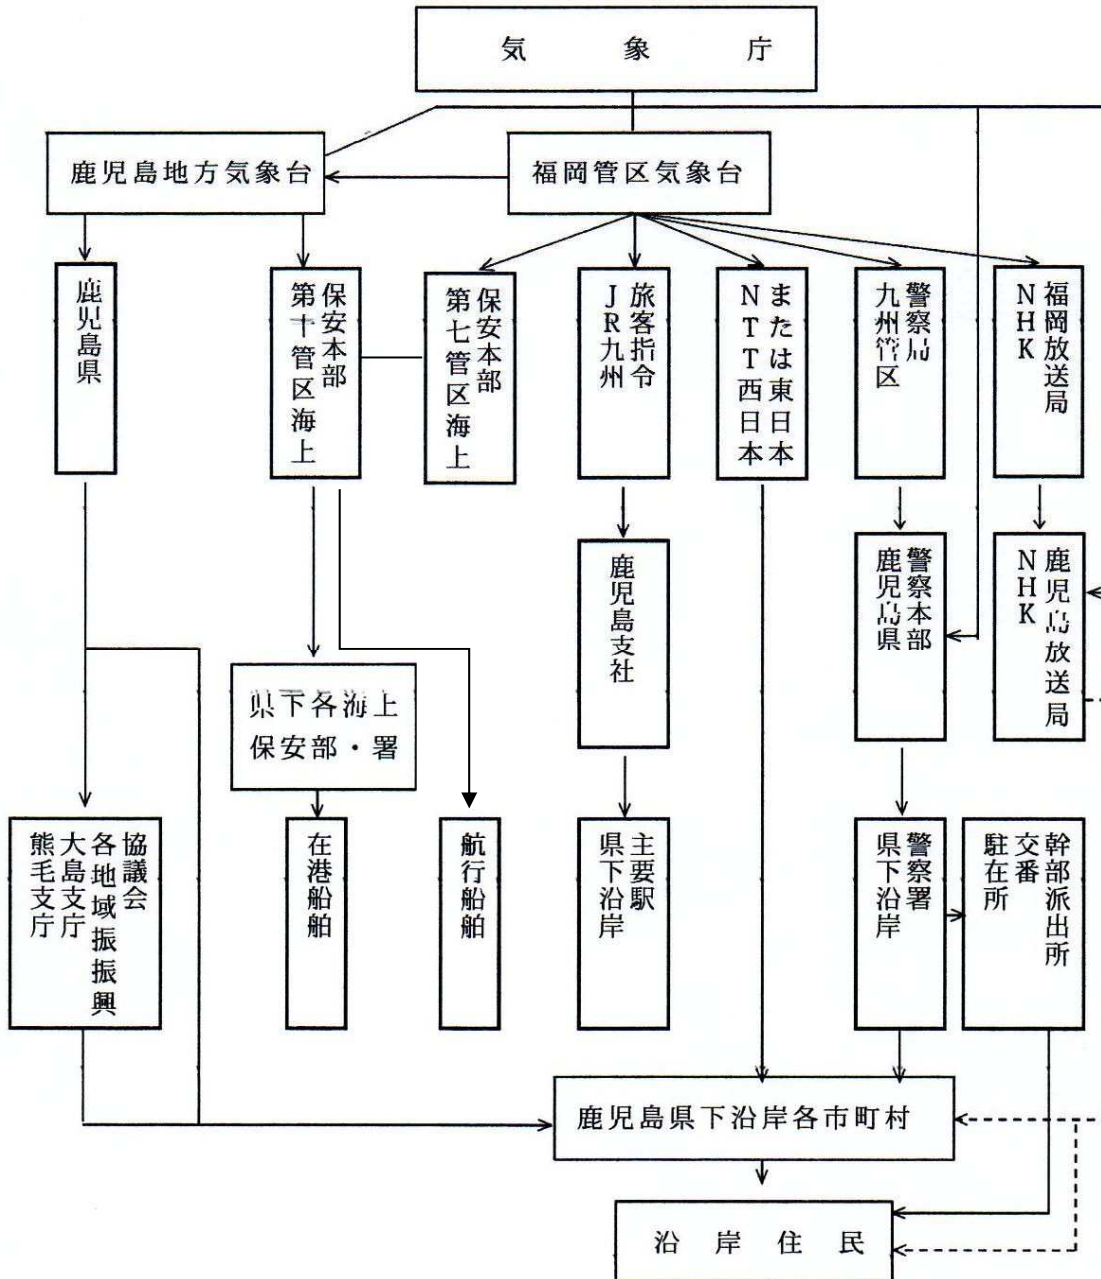 気象庁
鹿児島地方気象台
福岡管区気象台
鹿児島県
第十管区海上
保安本部
第七管区海上
保安本部
JR九州
旅客指令
NTT西日本
または東日本
九州管区
警察局
NHK
福岡放送局
鹿児島支社
鹿児島県
警察本部
NHK
鹿児島放送局
県下各海上
保安部・署
熊毛支庁
大島支庁
各地域振振興
協議会
在港船舶
航行船舶
県下沿岸
主要駅
県下沿岸
警察署
幹部派出所
交番
駐在所
鹿児島県下沿岸各市町村
沿岸住民